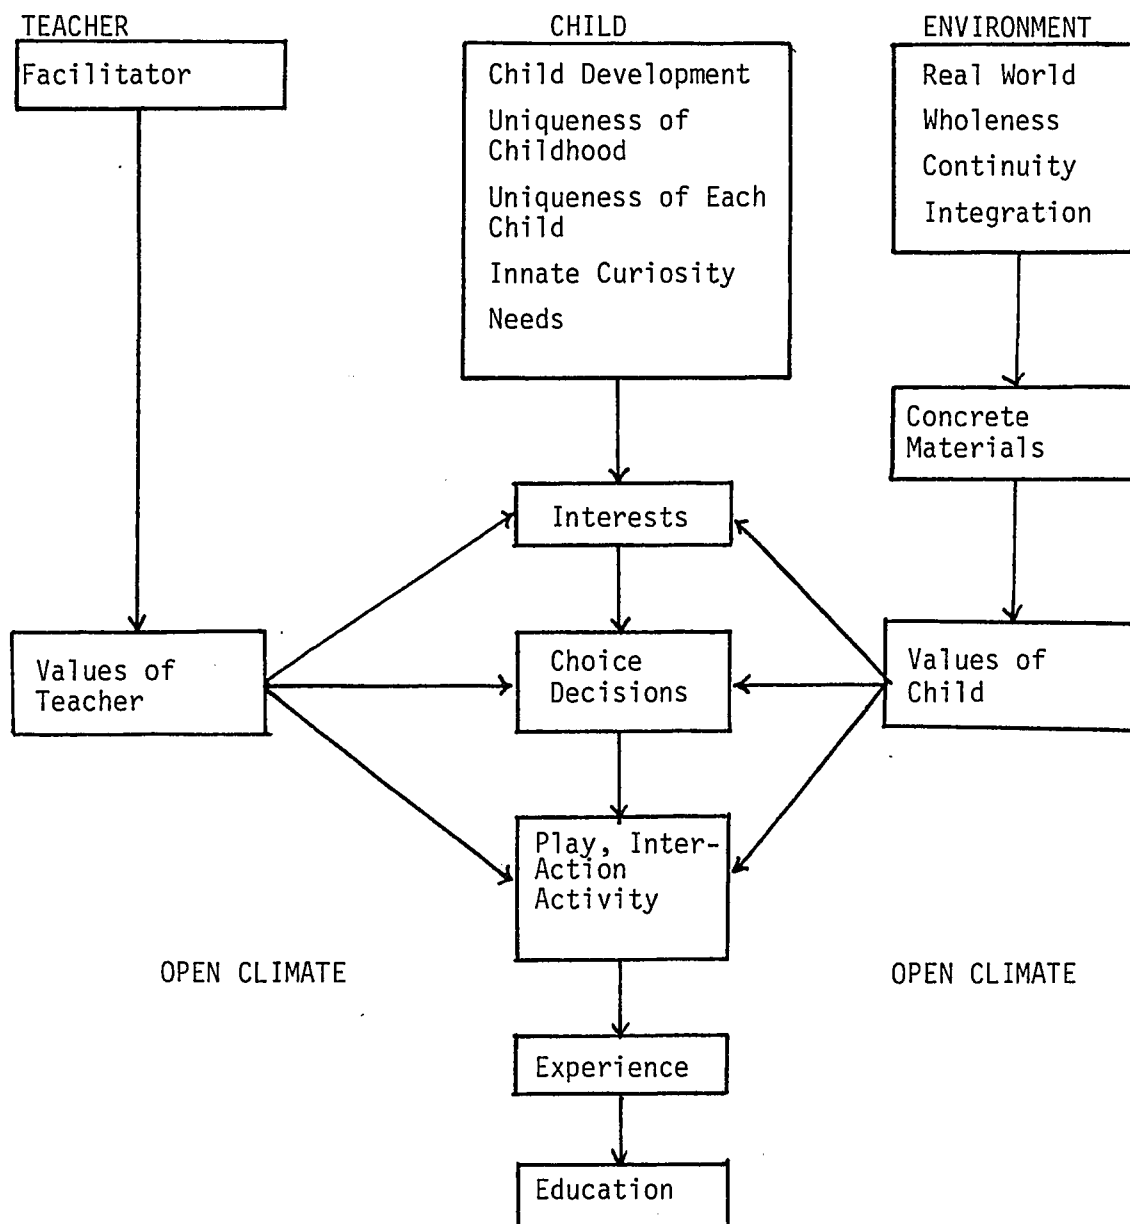 TEACHER
Facilitator
CHILD
Child Development
Uniqueness of
Childhood
Uniqueness of Each
Child
Innate Curiosity
Needs
ENVIRONMENT
Real World
Wholeness
Continuity
Integration
Concrete
Materials
Interests
Values of
Teacher
Choice
Decisions
Values of
Child
Play, Inter-
Action
Activity
OPEN CLIMATE
OPEN CLIMATE
Experience
Education